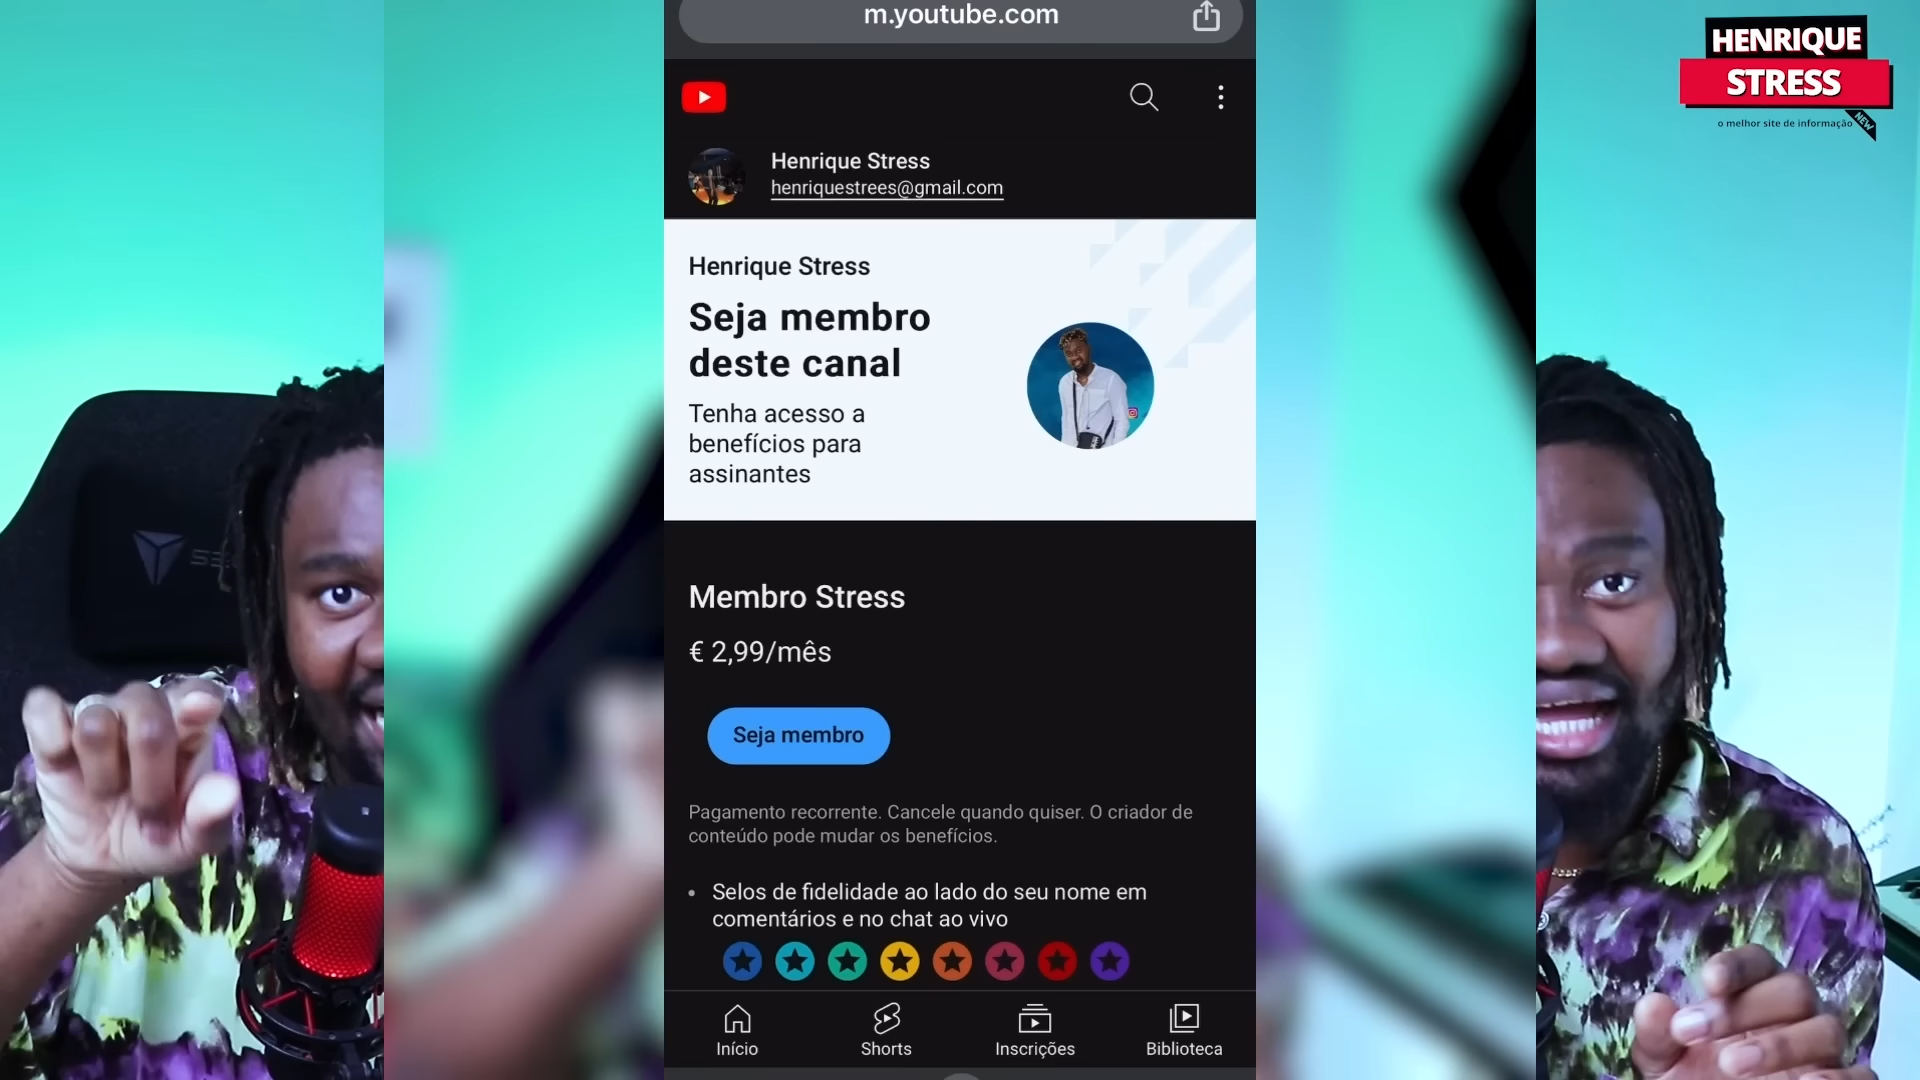 m.youtube.com
HENRIQUE
STRESS
o melhor site de informação
NEW
Henrique Stress
henriquestrees@gmail.com
Henrique Stress
Seja membro
deste canal
Tenha acesso a
benefícios para
assinantes
Membro Stress
€ 2,99/mês
Seja membro
Pagamento recorrente. Cancele quando quiser. O criador de
conteúdo pode mudar os benefícios.
• Selos de fidelidade ao lado do seu nome em
comentários e no chat ao vivo
Início
Shorts
Inscrições
Biblioteca